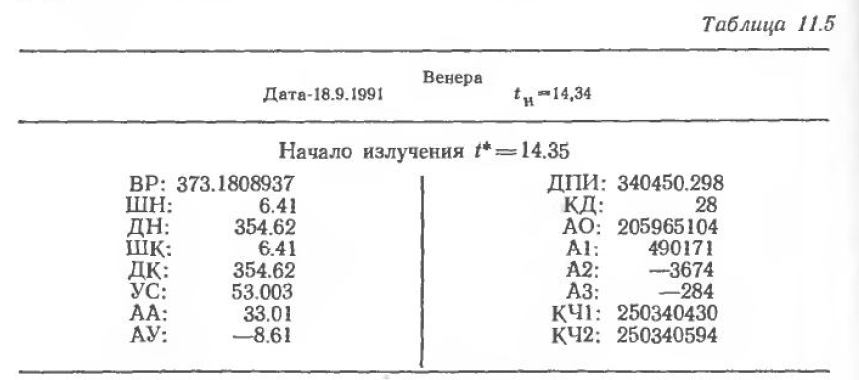 Таблица 11.5
Венера
Дата-18.9.1991 tн=14,34
Начало излучения t*=14.35
ВР: 373.1808937
ШН: 6.41
ДН: 354.62
ШК: 6.41
ДК: 354.62
УС: 53.003
АА: 33.01
АУ: —8.61
ДПИ: 340450.298
КД: 28
АО: 205965104
А1: 490171
А2: —3674
А3: —284
КЧ1: 250340430
КЧ2: 250340594